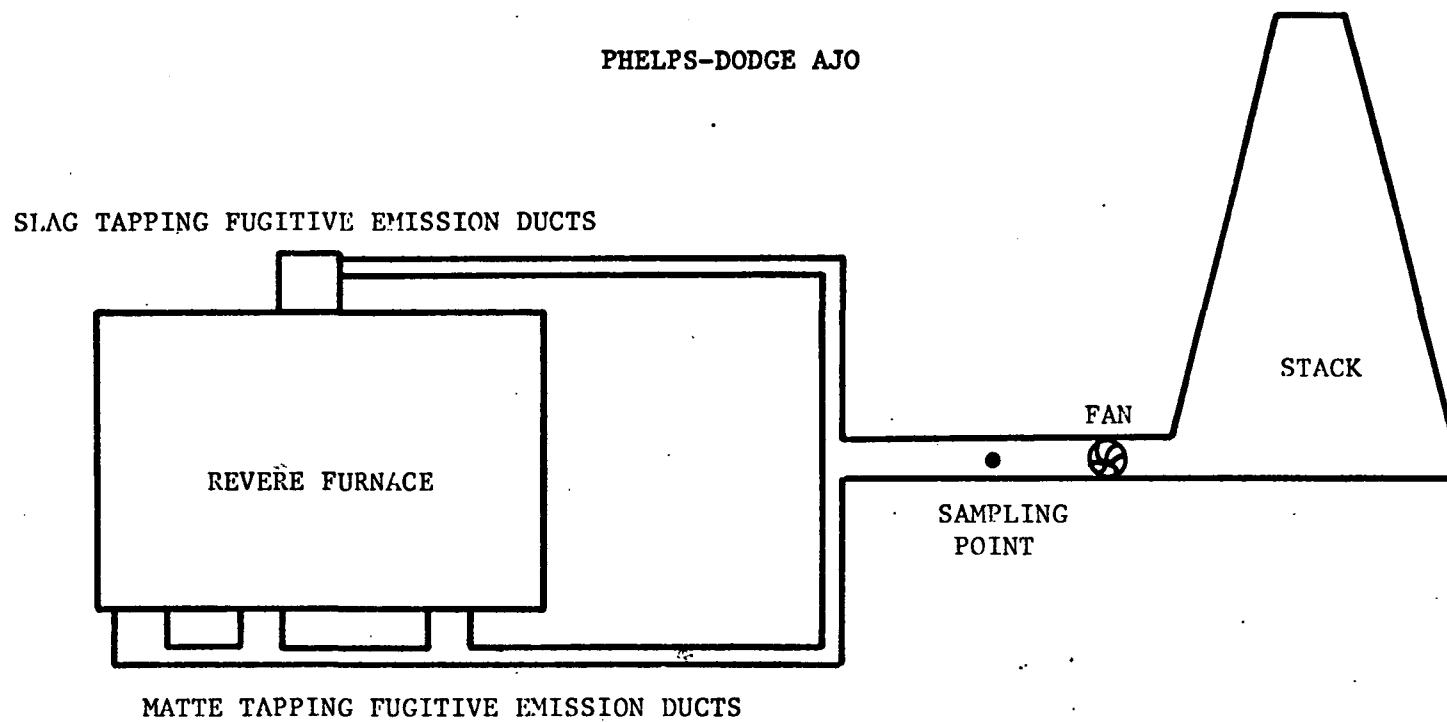 PHELPS-DODGE AJO
SLAG TAPPING FUGITIVE EMISSION DUCTS
STACK
FAN
REVERE FURNACE
SAMPLING
POINT
MATTE TAPPING FUGITIVE EMISSION DUCTS